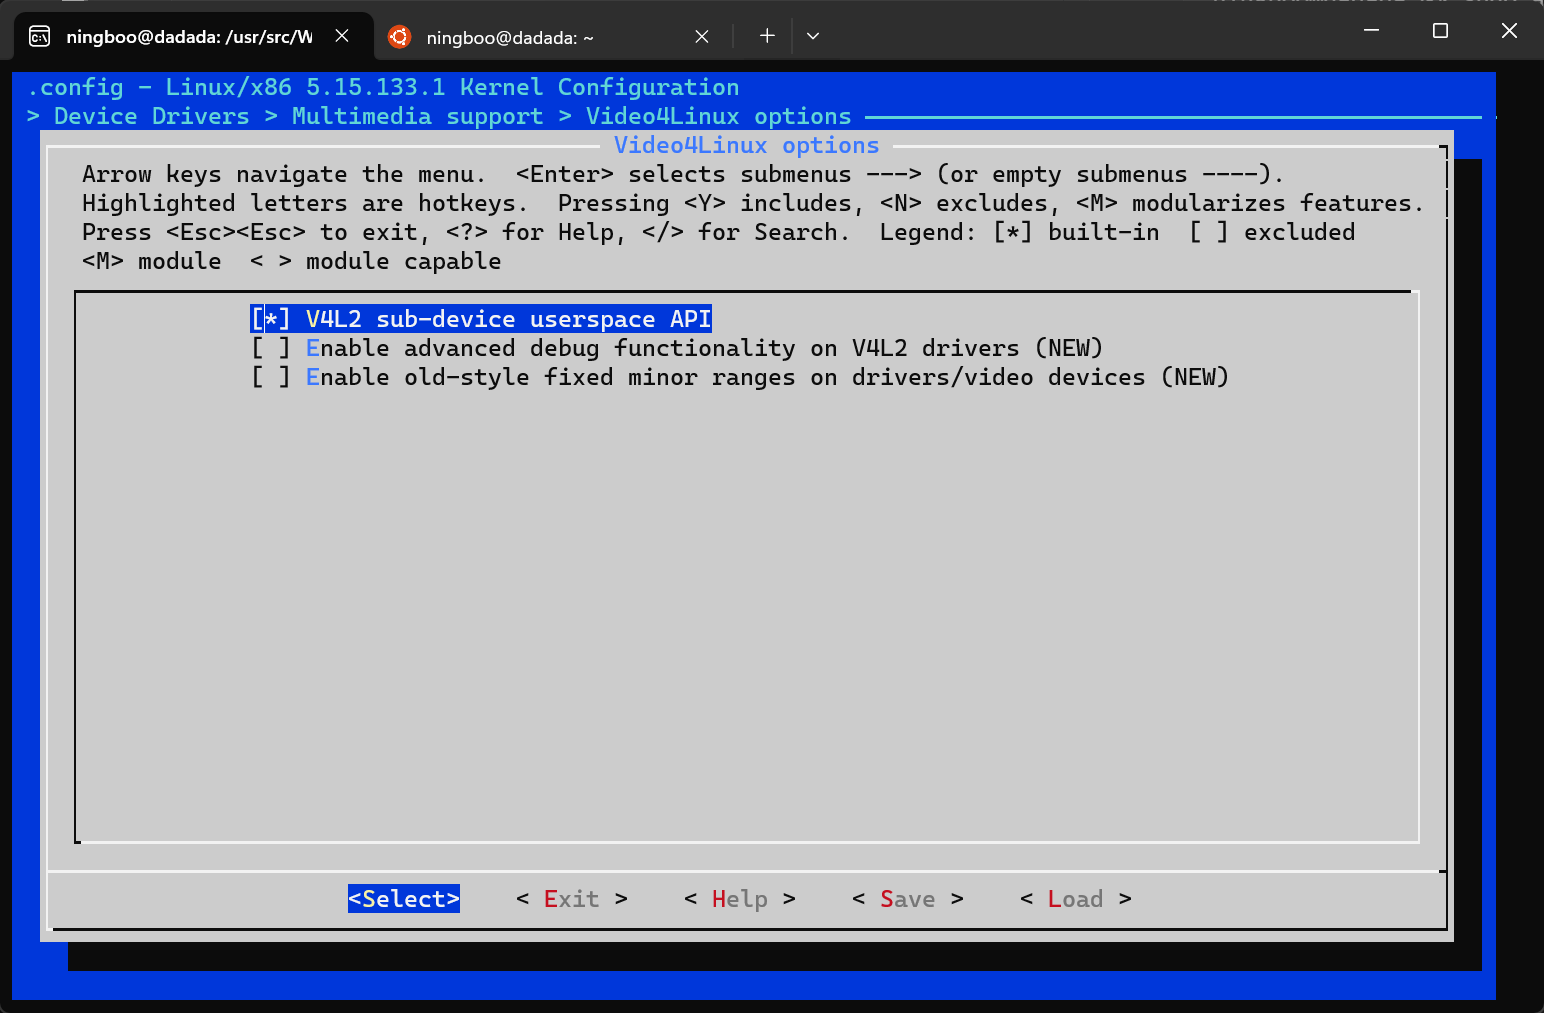 ningboo@dadada: /usr/src/W
ningboo@dadada: ~
.config - Linux/x86 5.15.133.1 Kernel Configuration
> Device Drivers > Multimedia support > Video4Linux options
Video4Linux options
Arrow keys navigate the menu.  <Enter> selects submenus ---> (or empty submenus ----).
Highlighted letters are hotkeys.  Pressing <Y> includes, <N> excludes, <M> modularizes features.
Press <Esc><Esc> to exit, <?> for Help, </> for Search.  Legend: [*] built-in  [ ] excluded
<M> module  < > module capable
[*] V4L2 sub-device userspace API
[ ] Enable advanced debug functionality on V4L2 drivers (NEW)
[ ] Enable old-style fixed minor ranges on drivers/video devices (NEW)
<Select>    < Exit >    < Help >    < Save >    < Load >